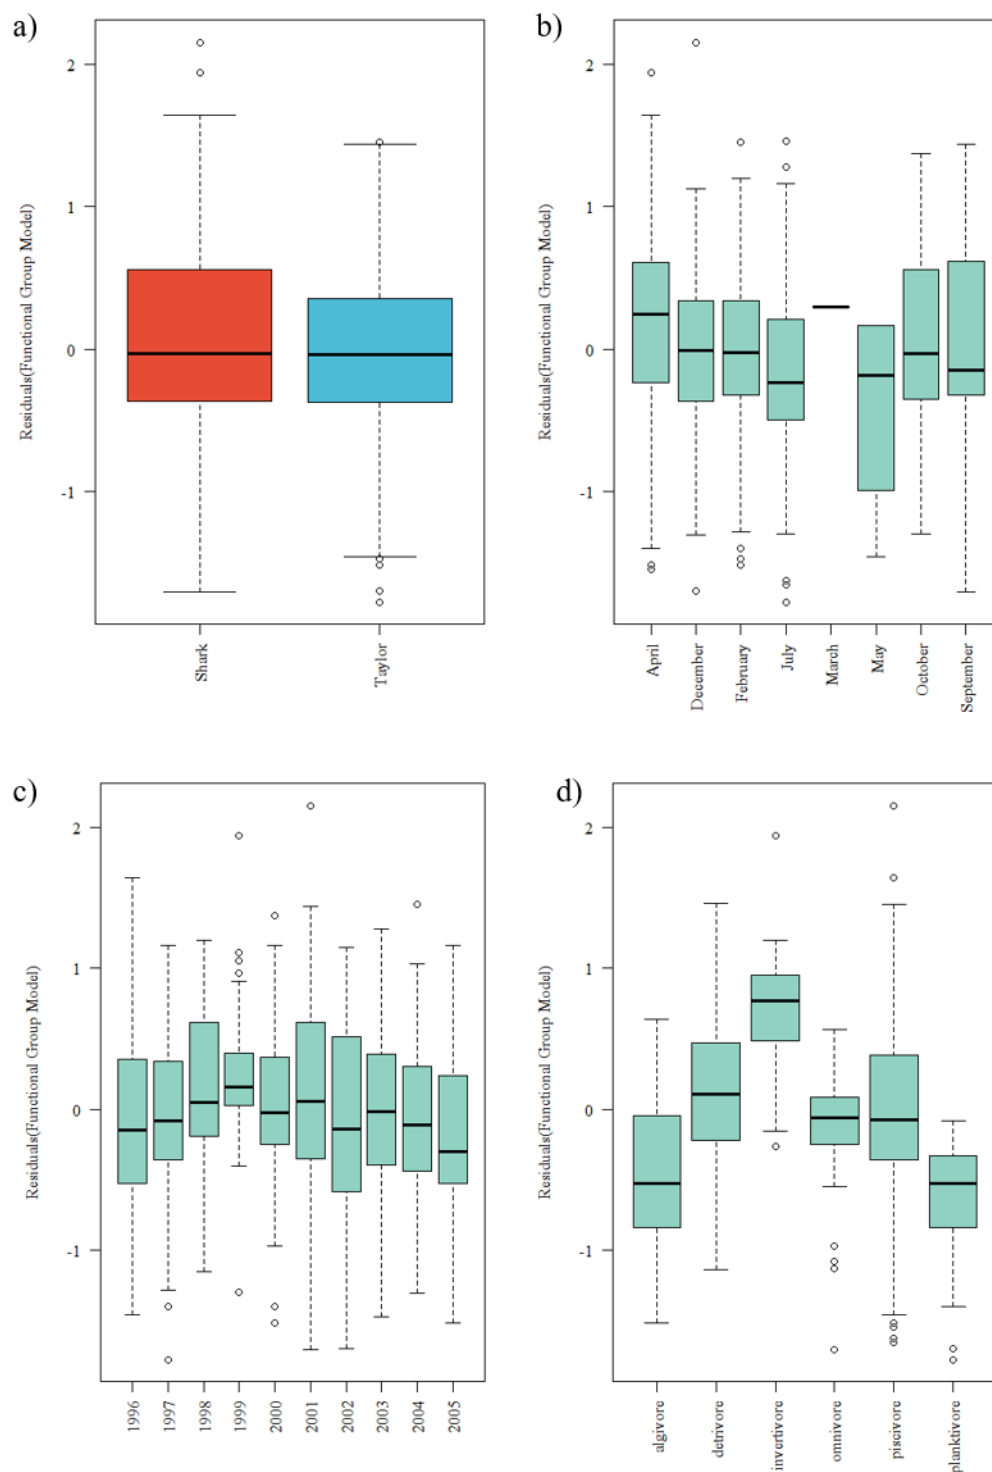 a)
Residuals(Functional Group Model)
2
1
0
-1
Shark
Taylor
b)
Residuals(Functional Group Model)
2
1
0
-1
April
December
February
July
March
May
October
September
c)
Residuals(Functional Group Model)
2
1
0
-1
1996
1997
1998
1999
2000
2001
2002
2003
2004
2005
d)
Residuals(Functional Group Model)
2
1
0
-1
algivore
detrivore
invertivore
omnivore
piscivore
planktivore